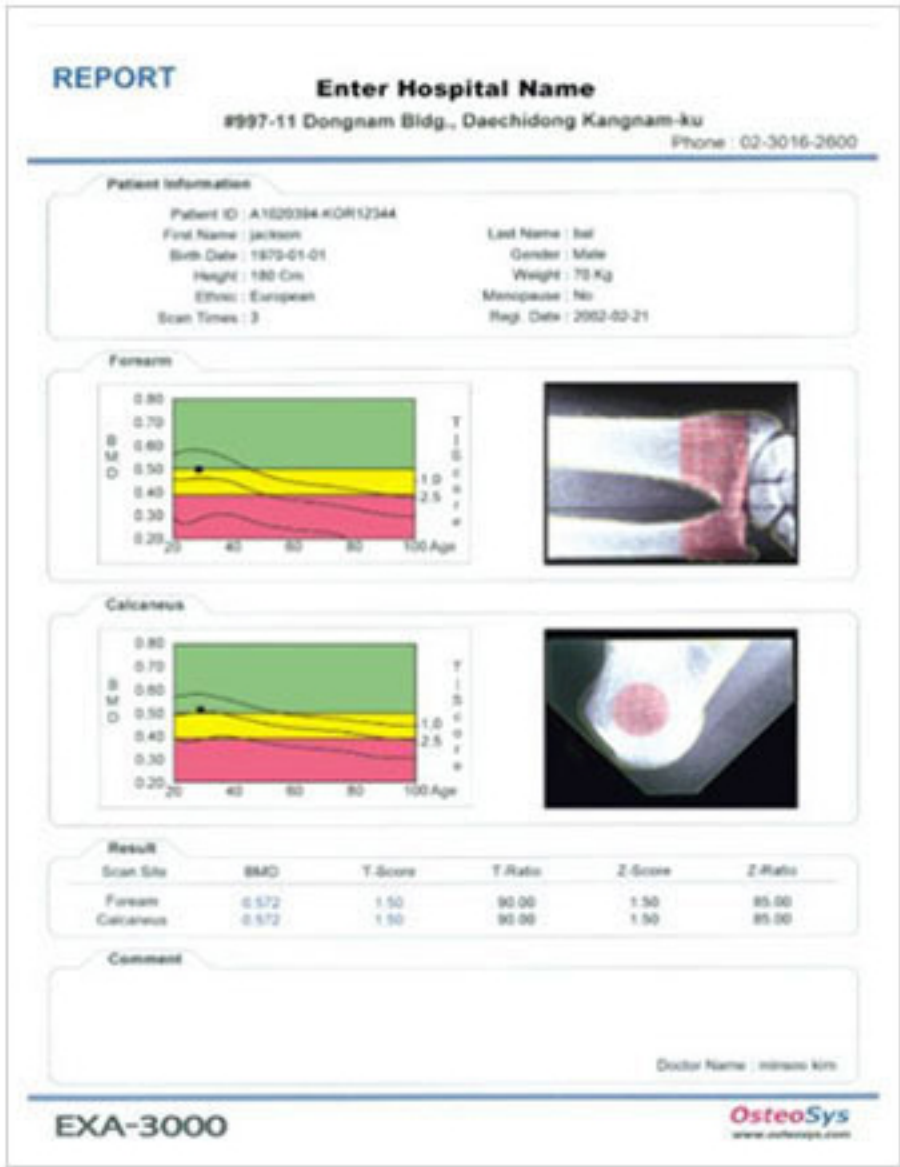 REPORT
Enter Hospital Name
#997-11 Dongnam Bldg., Daechidong Kangnam-ku
Phone : 02-3016-2600
Patient Information
Patient ID : A1020394-KOR12344
First Name : jackson
Last Name : bal
Birth Date : 1970-01-01
Gender : Male
Height : 180 Cm
Weight : 70 Kg
Ethnic : European
Menopause : No
Scan Times : 3
Regi. Date : 2002-02-21
Forearm
BMD
0.80
0.70
0.60
0.50
0.40
0.30
0.20
20 40 60 80 100 Age
-1.0
-2.5
T-Score
Calcaneus
BMD
0.80
0.70
0.60
0.50
0.40
0.30
0.20
20 40 60 80 100 Age
-1.0
-2.5
T-Score
Result
Scan Site BMD T-Score T-Ratio Z-Score Z-Ratio
Foream 0.572 1.50 90.00 1.50 85.00
Calcaneus 0.572 1.50 90.00 1.50 85.00
Comment
Doctor Name : minsoo kim
EXA-3000
OsteoSys
www.osteosys.com